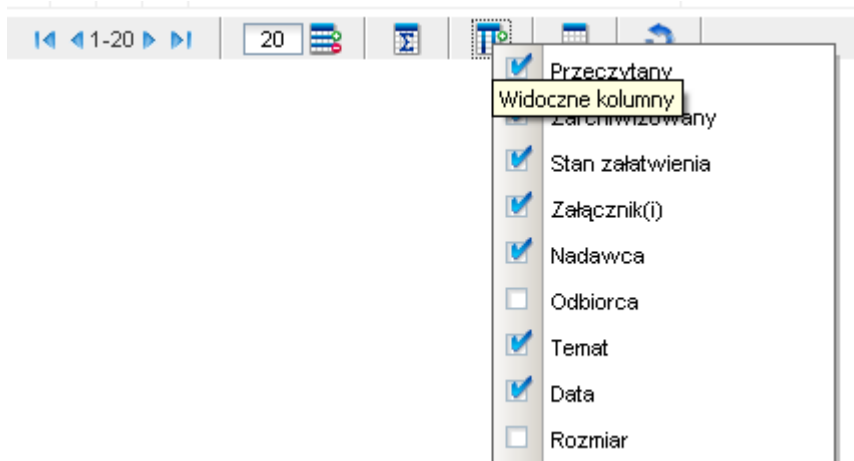 1-20
20
Σ
Przeczytany
Widoczne kolumny
Zarchiwizowany
Stan załatwienia
Załącznik(i)
Nadawca
Odbiorca
Temat
Data
Rozmiar